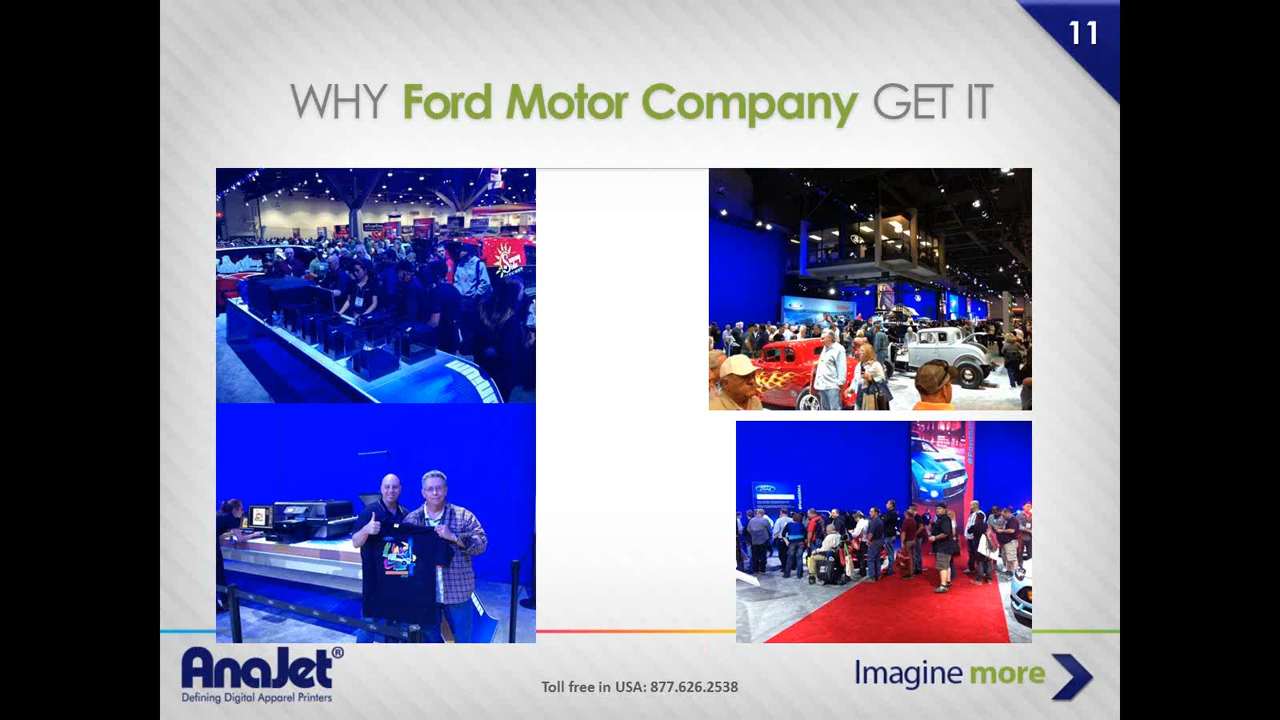 11
WHY Ford Motor Company GET IT
AnaJet®
Defining Digital Apparel Printers
Toll free in USA: 877.626.2538
Imagine more